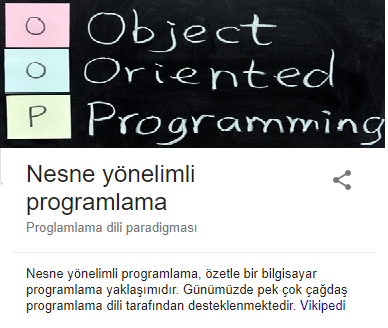 O Object
O Oriented
P Programming
Nesne yönelimli
programlama
Proglamlama dili paradigması
Nesne yönelimli programlama, özetle bir bilgisayar
programlama yaklaşımıdır. Günümüzde pek çok çağdaş
programlama dili tarafından desteklenmektedir. Vikipedi